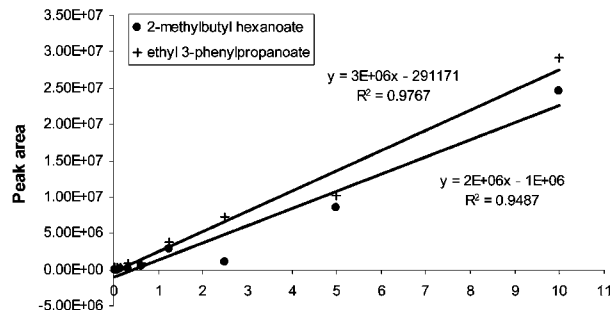 3.50E+07
3.00E+07
2.50E+07
2.00E+07
1.50E+07
1.00E+07
5.00E+06
0.00E+00
-5.00E+06
Peak area
2-methylbutyl hexanoate
ethyl 3-phenylpropanoate
y = 3E+06x - 291171
R² = 0.9767
y = 2E+06x - 1E+06
R² = 0.9487
0 1 2 3 4 5 6 7 8 9 10 11